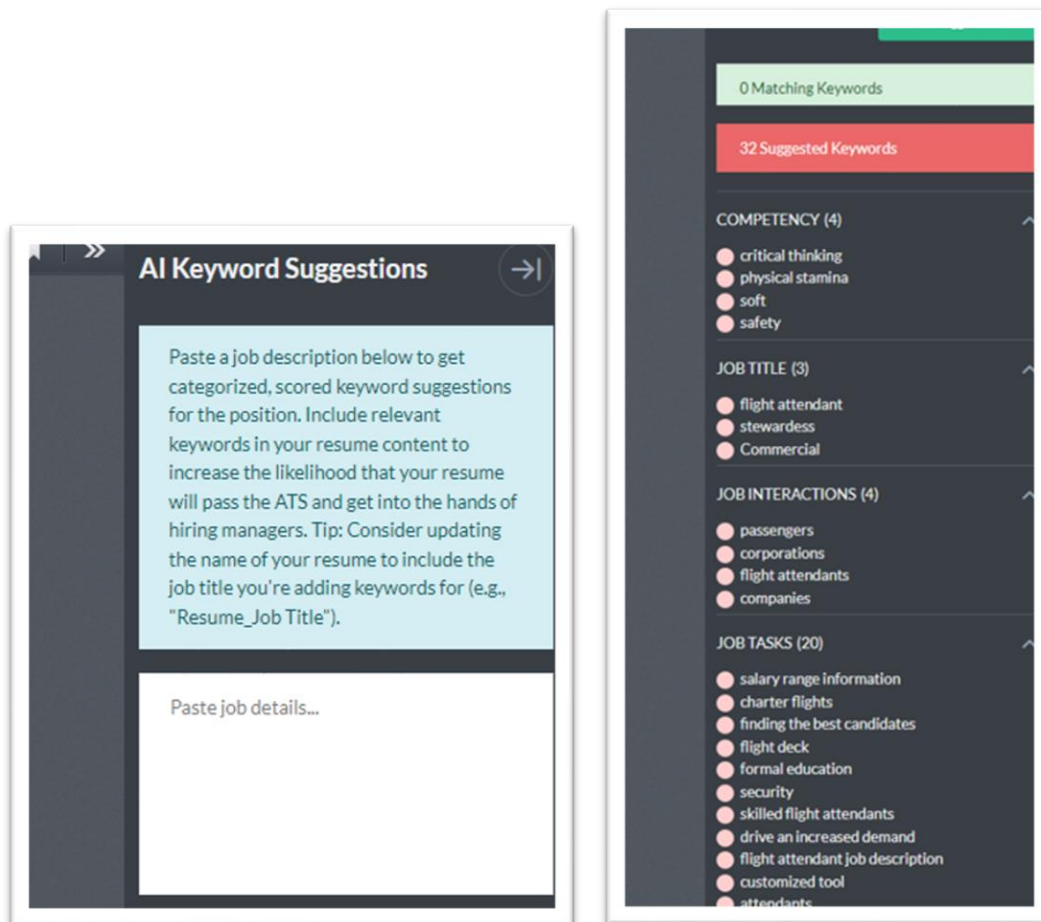 AI Keyword Suggestions
Paste a job description below to get
categorized, scored keyword suggestions
for the position. Include relevant
keywords in your resume content to
increase the likelihood that your resume
will pass the ATS and get into the hands of
hiring managers. Tip: Consider updating
the name of your resume to include the
job title you're adding keywords for (e.g.,
"Resume_Job Title").
Paste job details...
0 Matching Keywords
32 Suggested Keywords
COMPETENCY (4)
critical thinking
physical stamina
soft
safety
JOB TITLE (3)
flight attendant
stewardess
Commercial
JOB INTERACTIONS (4)
passengers
corporations
flight attendants
companies
JOB TASKS (20)
salary range information
charter flights
finding the best candidates
flight deck
formal education
security
skilled flight attendants
drive an increased demand
flight attendant job description
customized tool
attendants